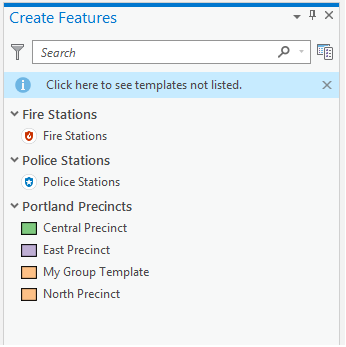 Create Features
Search
Click here to see templates not listed.
Fire Stations
Fire Stations
Police Stations
Police Stations
Portland Precincts
Central Precinct
East Precinct
My Group Template
North Precinct